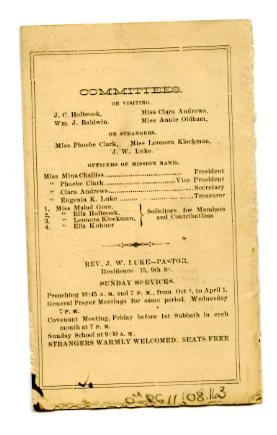 COMMITTEES.
ON VISITING.
J. C. Holbrook, Miss Clara Andrews,
Wm. J. Baldwin. Miss Annie Oldham,
ON STRANGERS.
Miss Phoebe Clark, Miss Leonora Klockman,
J. W. Luke.
OFFICERS OF MISSION BAND.
Miss Mina Challiss President
" Phoebe Clark Vice President
" Clara Andrews Secretary
" Eugenia K. Luke Treasurer
1. Miss Mabel Gore,
2. " Ella Holbrook,
3. " Leonora Klockman,
4. " Ella Kuhner
} Solicitors for Members
and Contributions
REV. J. W. LUKE—PASTOR,
Residence 15, 9th St.
SUNDAY SERVICES.
Preaching 10:45 A. M. and 7 P. M., from Oct to April 1.
General Prayer Meetings for same period, Wednesday
7 P. M.
Covenant Meeting, Friday before 1st Sabbath in each
month at 7 P. M.
Sunday School at 9:30 A. M.
STRANGERS WARMLY WELCOMED. SEATS FREE